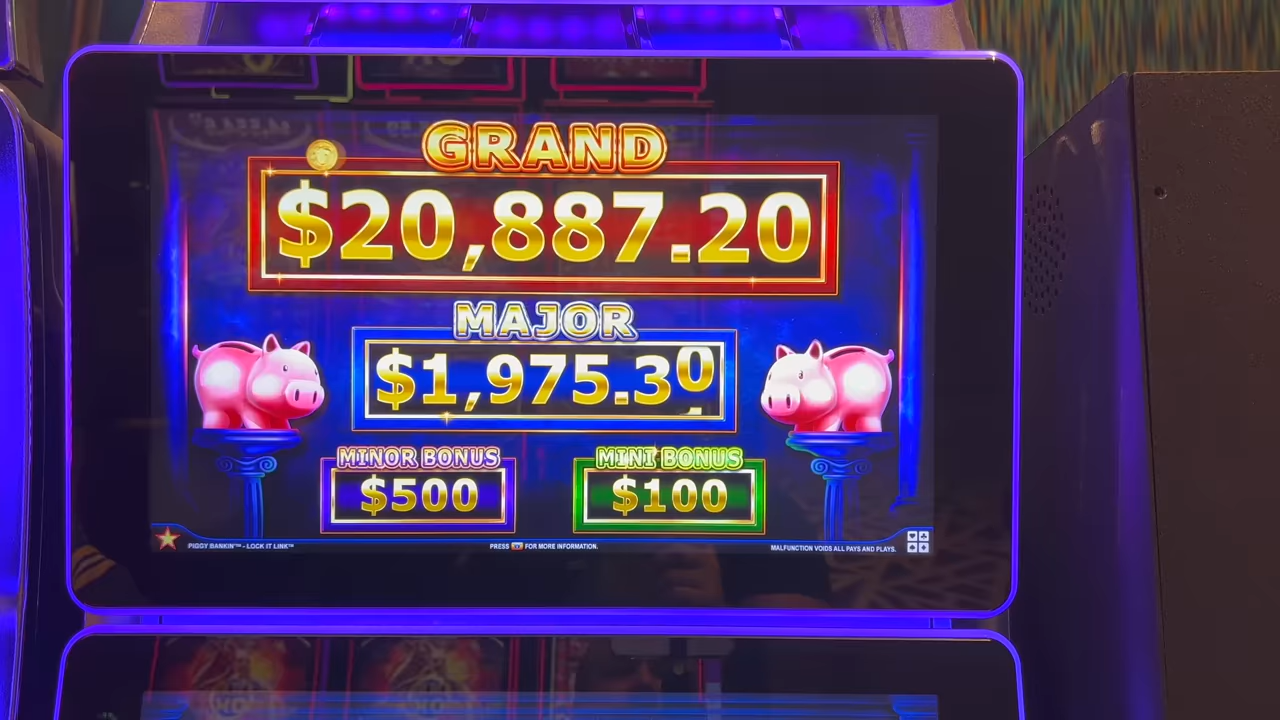 GRAND
$20,887.20
MAJOR
$1,975.30
MINOR BONUS
$500
MINI BONUS
$100
PIGGY BANKIN™ - LOCK IT LINK™
PRESS FOR MORE INFORMATION.
MALFUNCTION VOIDS ALL PAYS AND PLAYS.